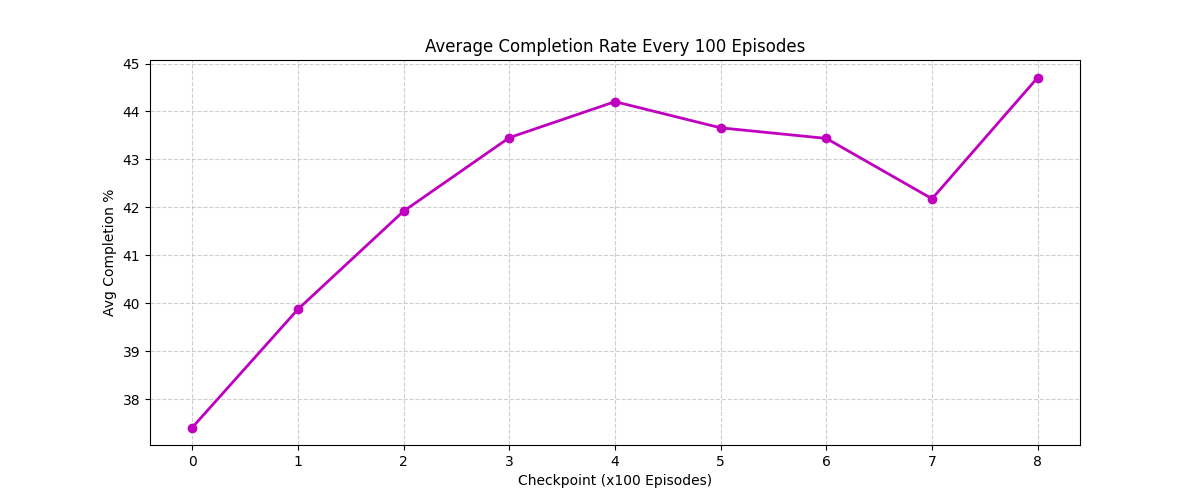 Average Completion Rate Every 100 Episodes
45
44
43
42
41
40
39
38
Avg Completion %
0 1 2 3 4 5 6 7 8
Checkpoint (x100 Episodes)